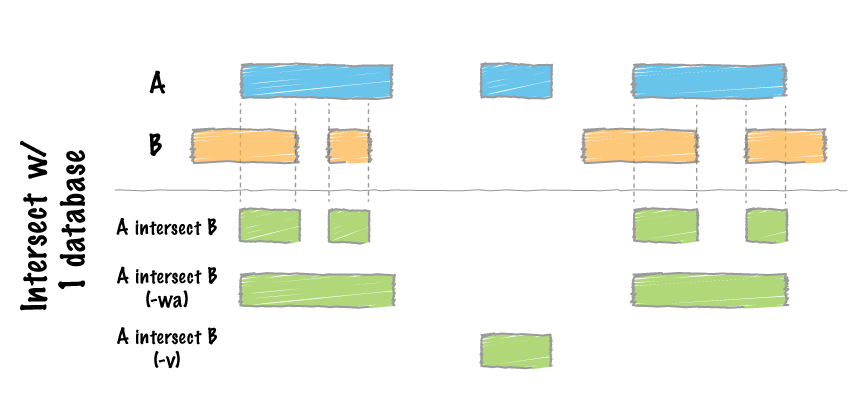 Intersect w/
1 database
A
B
A intersect B
A intersect B
(-wa)
A intersect B
(-v)